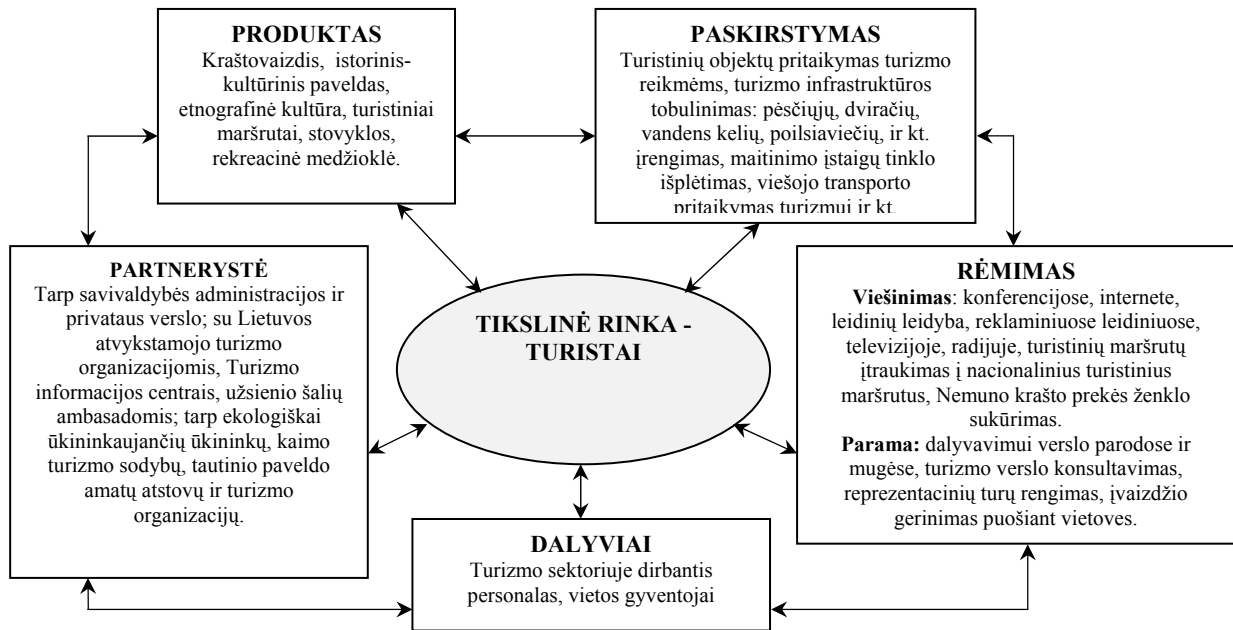 PRODUKTAS
Kraštovaizdis, istorinis-
kultūrinis paveldas,
etnografinė kultūra, turistiniai
maršrutai, stovyklos,
rekreacinė medžioklė.
PASKIRSTYMAS
Turistinių objektų pritaikymas turizmo
reikmėms, turizmo infrastruktūros
tobulinimas: pėsčiųjų, dviračių,
vandens kelių, poilsiaviečių, ir kt.
įrengimas, maitinimo įstaigų tinklo
išplėtimas, viešojo transporto
pritaikymas turizmui ir kt.
PARTNERYSTĖ
Tarp savivaldybės administracijos ir
privataus verslo; su Lietuvos
atvykstamojo turizmo
organizacijomis, Turizmo
informacijos centrais, užsienio šalių
ambasadomis; tarp ekologiškai
ūkininkaujančių ūkininkų, kaimo
turizmo sodybų, tautinio paveldo
amatų atstovų ir turizmo
organizacijų.
TIKSLINĖ RINKA -
TURISTAI
RĖMIMAS
Viešinimas: konferencijose, internete,
leidinių leidyba, reklaminiuose leidiniuose,
televizijoje, radijuje, turistinių maršrutų
įtraukimas į nacionalinius turistinius
maršrutus, Nemuno krašto prekės ženklo
sukūrimas.
Parama: dalyvavimui verslo parodose ir
mugėse, turizmo verslo konsultavimas,
reprezentacinių turų rengimas, įvaizdžio
gerinimas puošiant vietoves.
DALYVIAI
Turizmo sektoriuje dirbantis
personalas, vietos gyventojai